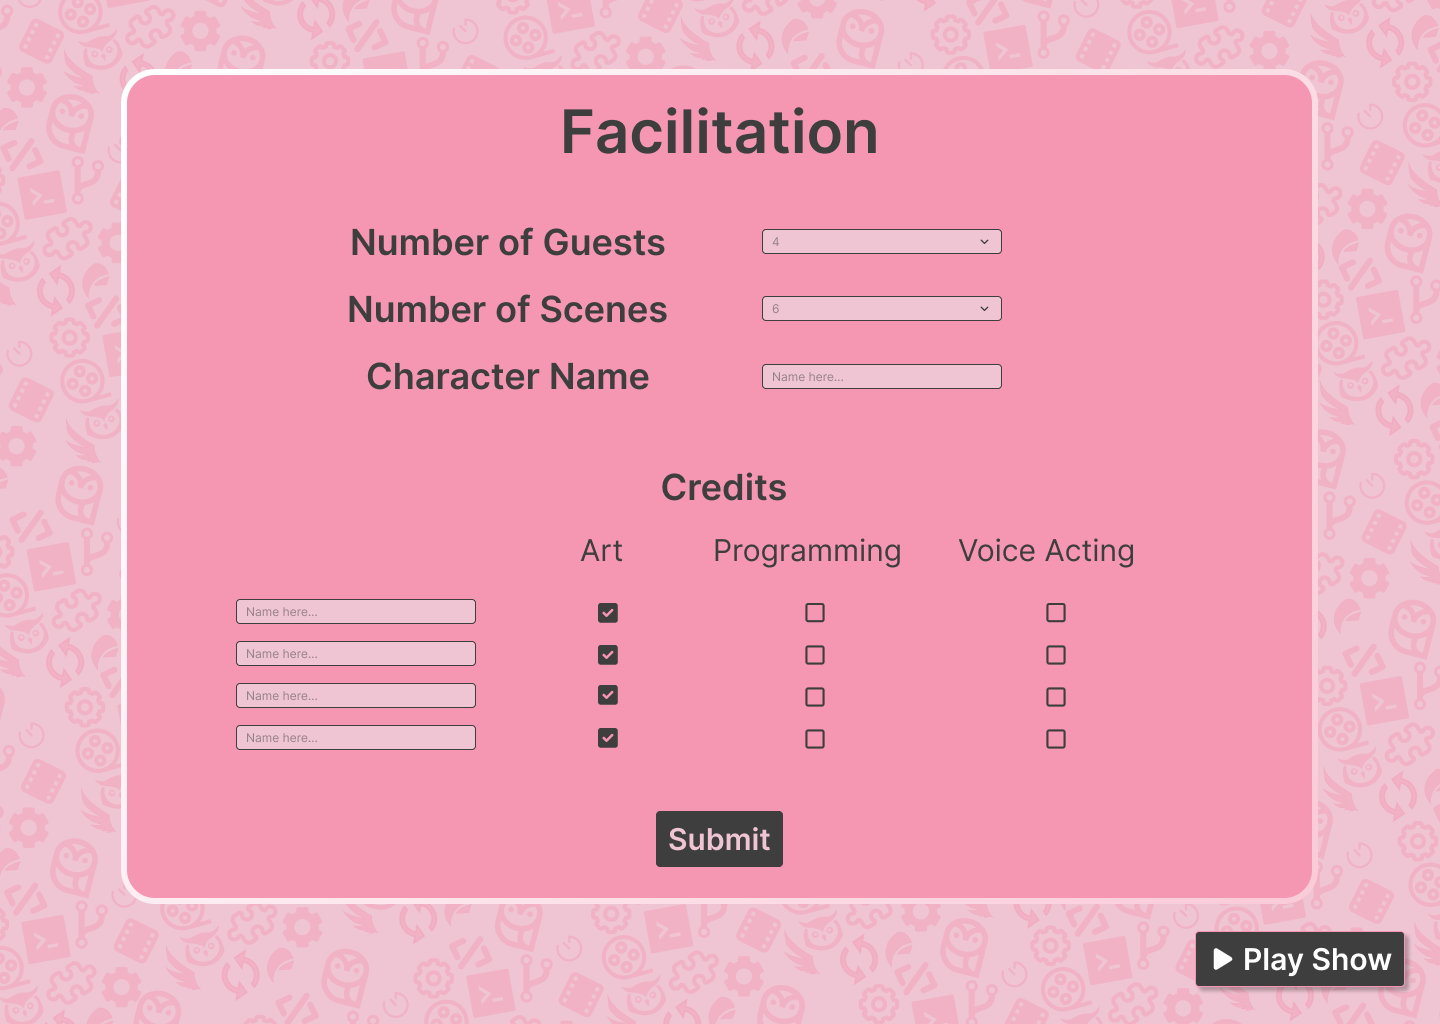 Facilitation
Number of Guests
4
Number of Scenes
6
Character Name
Name here...
Credits
Art Programming Voice Acting
Name here...
Name here...
Name here...
Name here...
Submit
Play Show